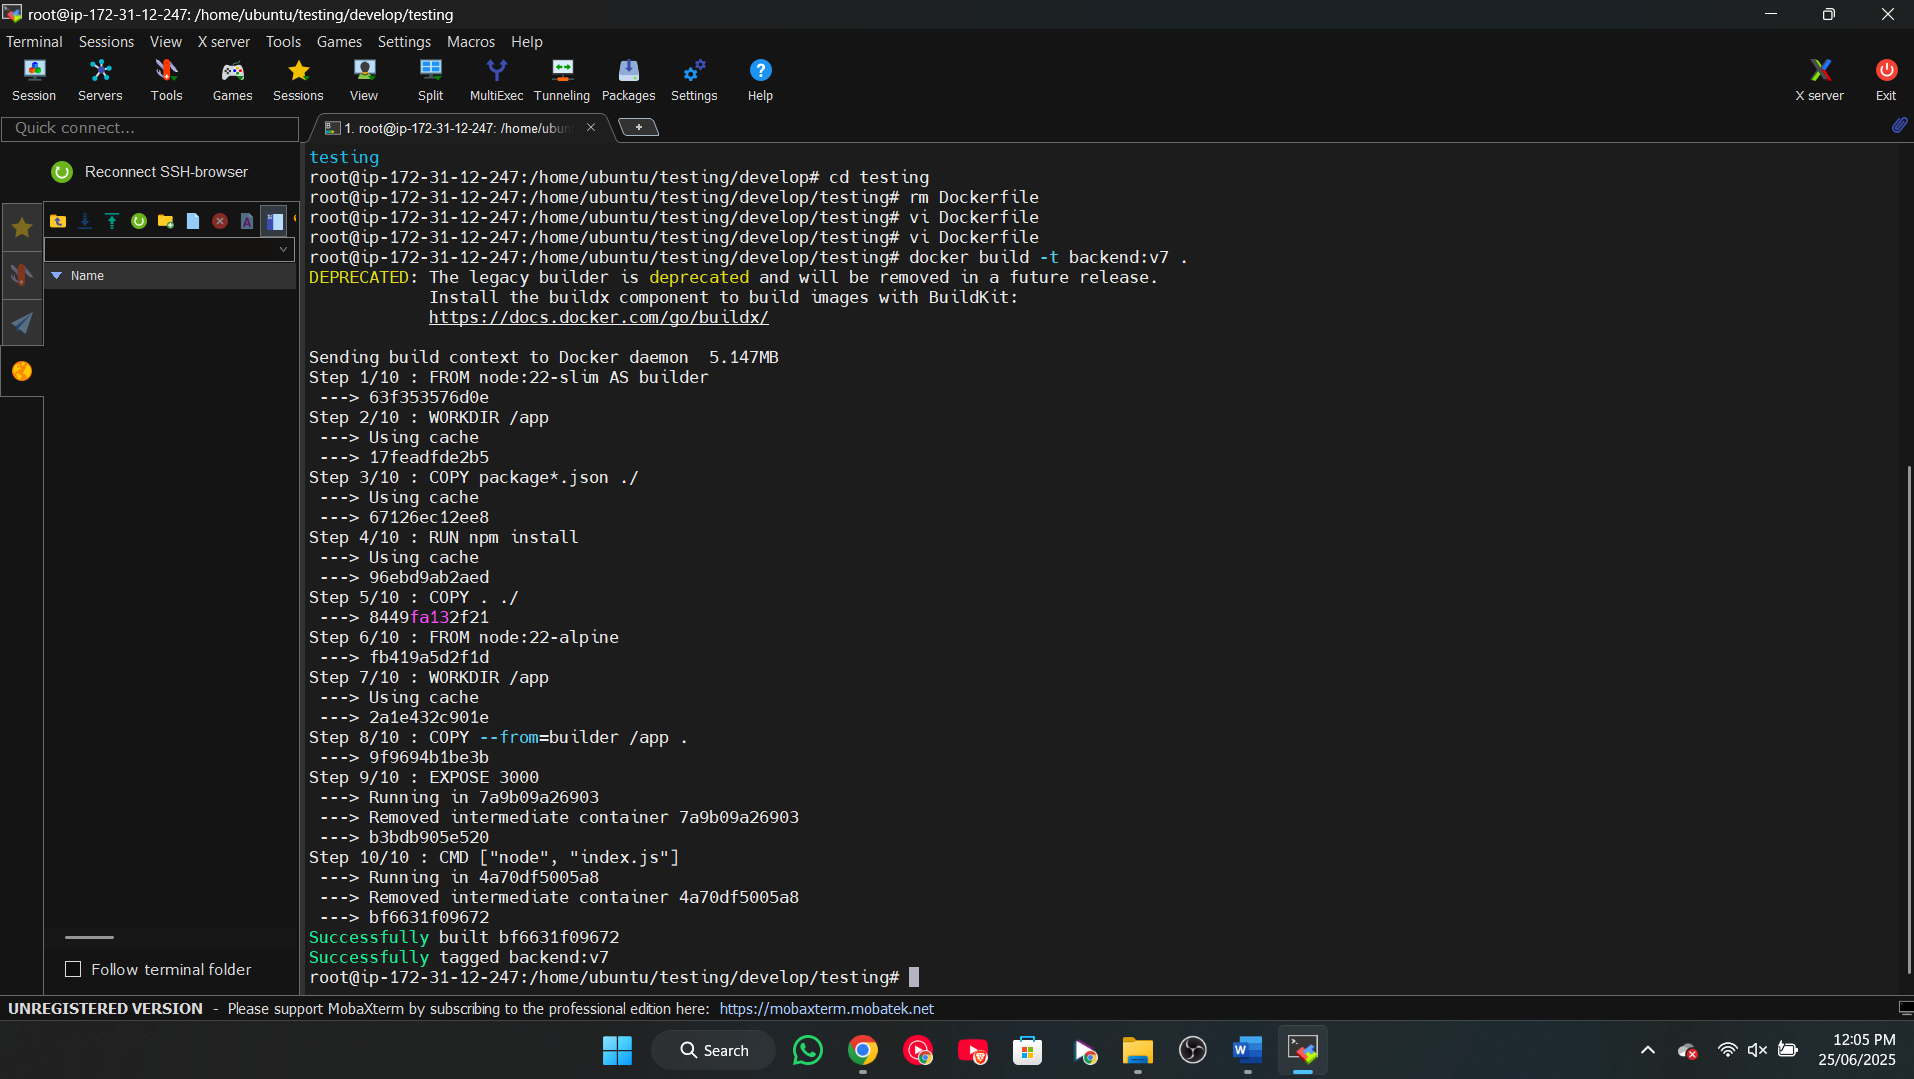 root@ip-172-31-12-247: /home/ubuntu/testing/develop/testing
Terminal Sessions View X server Tools Games Settings Macros Help
Session Servers Tools Games Sessions View Split MultiExec Tunneling Packages Settings Help X server Exit
Quick connect...
1. root@ip-172-31-12-247: /home/ubun
Reconnect SSH-browser
Name
testing
root@ip-172-31-12-247:/home/ubuntu/testing/develop# cd testing
root@ip-172-31-12-247:/home/ubuntu/testing/develop/testing# rm Dockerfile
root@ip-172-31-12-247:/home/ubuntu/testing/develop/testing# vi Dockerfile
root@ip-172-31-12-247:/home/ubuntu/testing/develop/testing# vi Dockerfile
root@ip-172-31-12-247:/home/ubuntu/testing/develop/testing# docker build -t backend:v7 .
DEPRECATED: The legacy builder is deprecated and will be removed in a future release.
Install the buildx component to build images with BuildKit:
https://docs.docker.com/go/buildx/
Sending build context to Docker daemon  5.147MB
Step 1/10 : FROM node:22-slim AS builder
---> 63f353576d0e
Step 2/10 : WORKDIR /app
---> Using cache
---> 17feadfde2b5
Step 3/10 : COPY package*.json ./
---> Using cache
---> 67126ec12ee8
Step 4/10 : RUN npm install
---> Using cache
---> 96ebd9ab2aed
Step 5/10 : COPY . ./
---> 8449fa132f21
Step 6/10 : FROM node:22-alpine
---> fb419a5d2f1d
Step 7/10 : WORKDIR /app
---> Using cache
---> 2a1e432c901e
Step 8/10 : COPY --from=builder /app .
---> 9f9694b1be3b
Step 9/10 : EXPOSE 3000
---> Running in 7a9b09a26903
---> Removed intermediate container 7a9b09a26903
---> b3bdb905e520
Step 10/10 : CMD ["node", "index.js"]
---> Running in 4a70df5005a8
---> Removed intermediate container 4a70df5005a8
---> bf6631f09672
Successfully built bf6631f09672
Successfully tagged backend:v7
root@ip-172-31-12-247:/home/ubuntu/testing/develop/testing#
Follow terminal folder
UNREGISTERED VERSION - Please support MobaXterm by subscribing to the professional edition here: https://mobaxterm.mobatek.net
Search
12:05 PM
25/06/2025